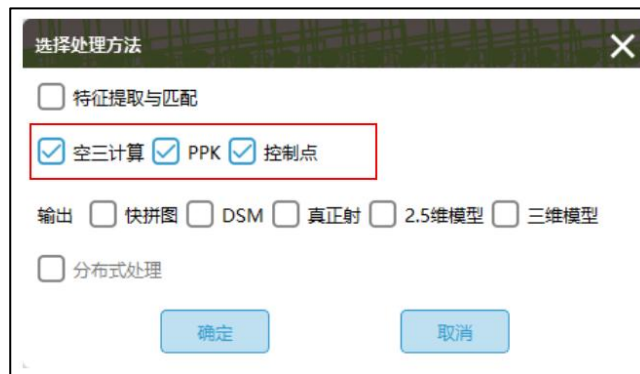 选择处理方法
特征提取与匹配
空三计算 PPK 控制点
输出 快拼图 DSM 真正射 2.5维模型 三维模型
分布式处理
确定 取消